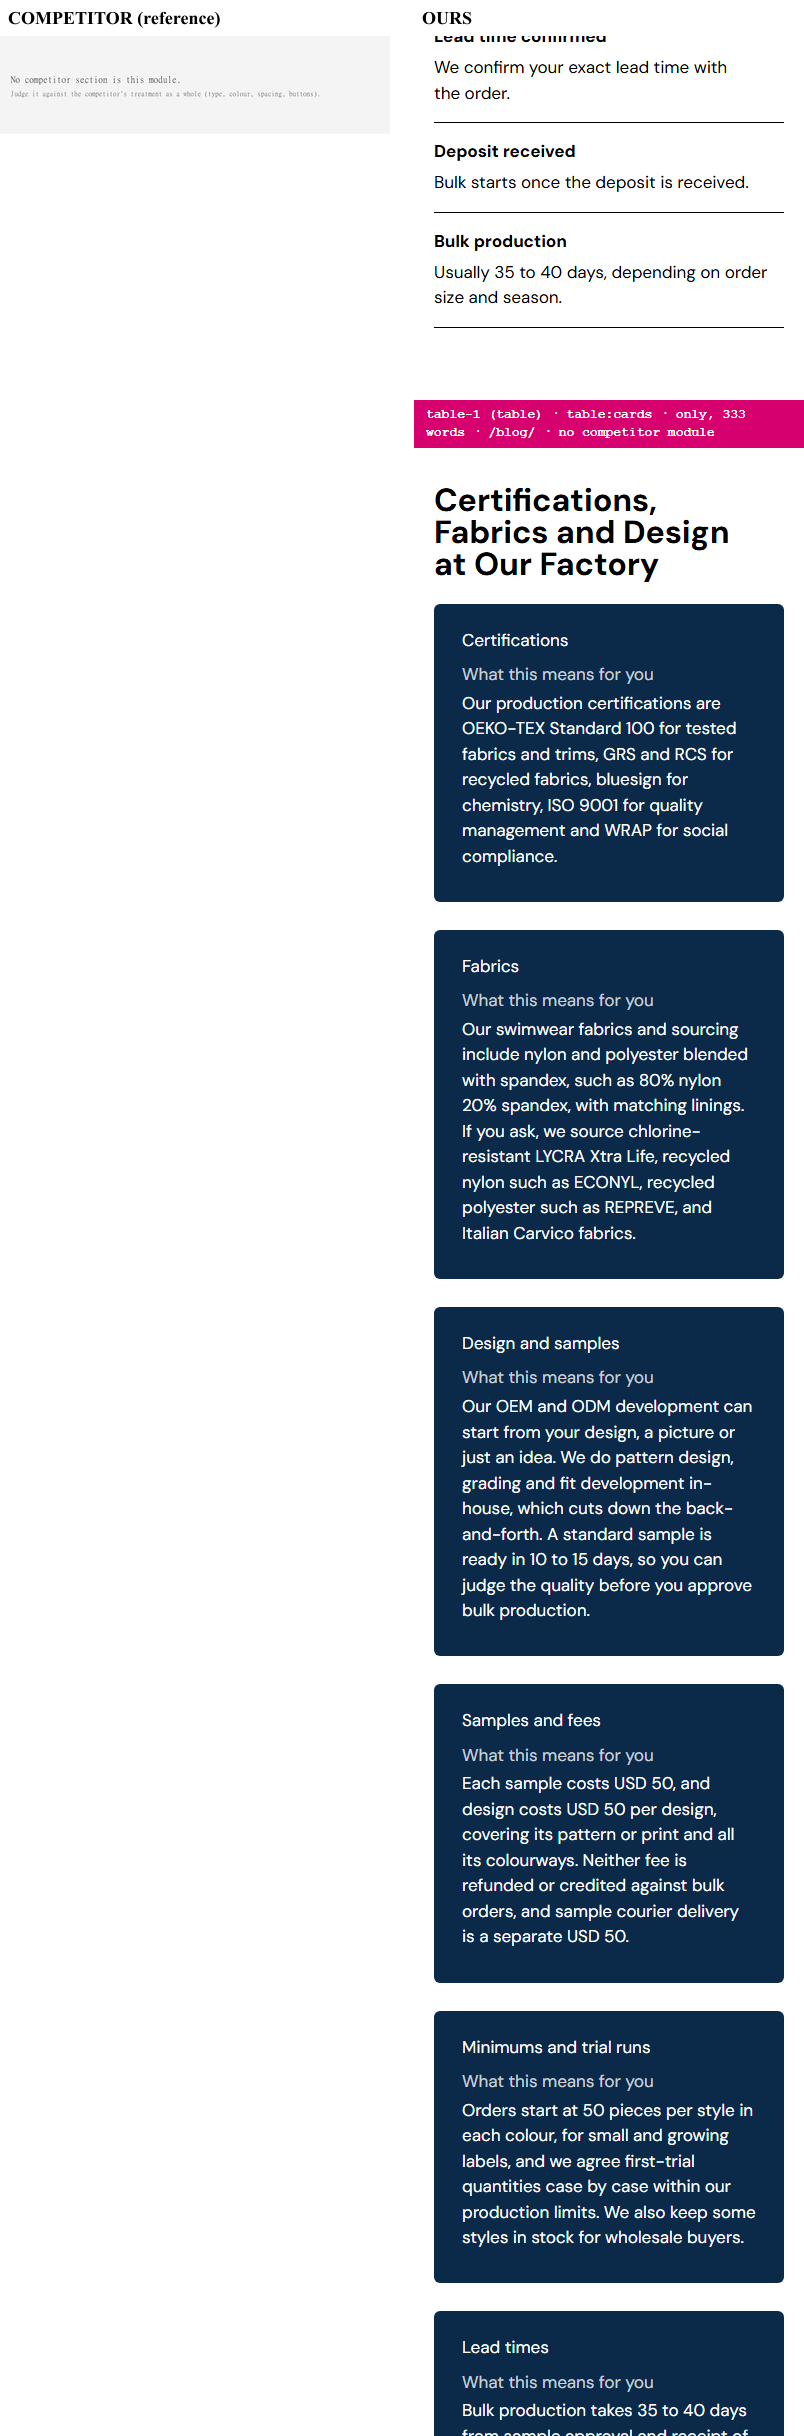 COMPETITOR (reference)
OURS
No competitor section is this module.
Judge it against the competitor's treatment as a whole (type, colour, spacing, buttons).
Lead time confirmed
We confirm your exact lead time with
the order.
Deposit received
Bulk starts once the deposit is received.
Bulk production
Usually 35 to 40 days, depending on order
size and season.
table-1 (table) · table:cards · only, 333
words · /blog/ · no competitor module
Certifications,
Fabrics and Design
at Our Factory
Certifications
What this means for you
Our production certifications are
OEKO-TEX Standard 100 for tested
fabrics and trims, GRS and RCS for
recycled fabrics, bluesign for
chemistry, ISO 9001 for quality
management and WRAP for social
compliance.
Fabrics
What this means for you
Our swimwear fabrics and sourcing
include nylon and polyester blended
with spandex, such as 80% nylon
20% spandex, with matching linings.
If you ask, we source chlorine-
resistant LYCRA Xtra Life, recycled
nylon such as ECONYL, recycled
polyester such as REPREVE, and
Italian Carvico fabrics.
Design and samples
What this means for you
Our OEM and ODM development can
start from your design, a picture or
just an idea. We do pattern design,
grading and fit development in-
house, which cuts down the back-
and-forth. A standard sample is
ready in 10 to 15 days, so you can
judge the quality before you approve
bulk production.
Samples and fees
What this means for you
Each sample costs USD 50, and
design costs USD 50 per design,
covering its pattern or print and all
its colourways. Neither fee is
refunded or credited against bulk
orders, and sample courier delivery
is a separate USD 50.
Minimums and trial runs
What this means for you
Orders start at 50 pieces per style in
each colour, for small and growing
labels, and we agree first-trial
quantities case by case within our
production limits. We also keep some
styles in stock for wholesale buyers.
Lead times
What this means for you
Bulk production takes 35 to 40 days
from sample approval and receipt of